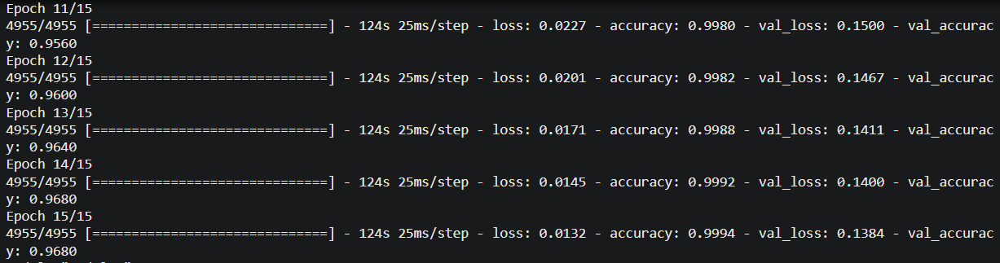 Epoch 11/15
4955/4955 [==============================] - 124s 25ms/step - loss: 0.0227 - accuracy: 0.9980 - val_loss: 0.1500 - val_accurac
y: 0.9560
Epoch 12/15
4955/4955 [==============================] - 124s 25ms/step - loss: 0.0201 - accuracy: 0.9982 - val_loss: 0.1467 - val_accurac
y: 0.9600
Epoch 13/15
4955/4955 [==============================] - 124s 25ms/step - loss: 0.0171 - accuracy: 0.9988 - val_loss: 0.1411 - val_accurac
y: 0.9640
Epoch 14/15
4955/4955 [==============================] - 124s 25ms/step - loss: 0.0145 - accuracy: 0.9992 - val_loss: 0.1400 - val_accurac
y: 0.9680
Epoch 15/15
4955/4955 [==============================] - 124s 25ms/step - loss: 0.0132 - accuracy: 0.9994 - val_loss: 0.1384 - val_accurac
y: 0.9680